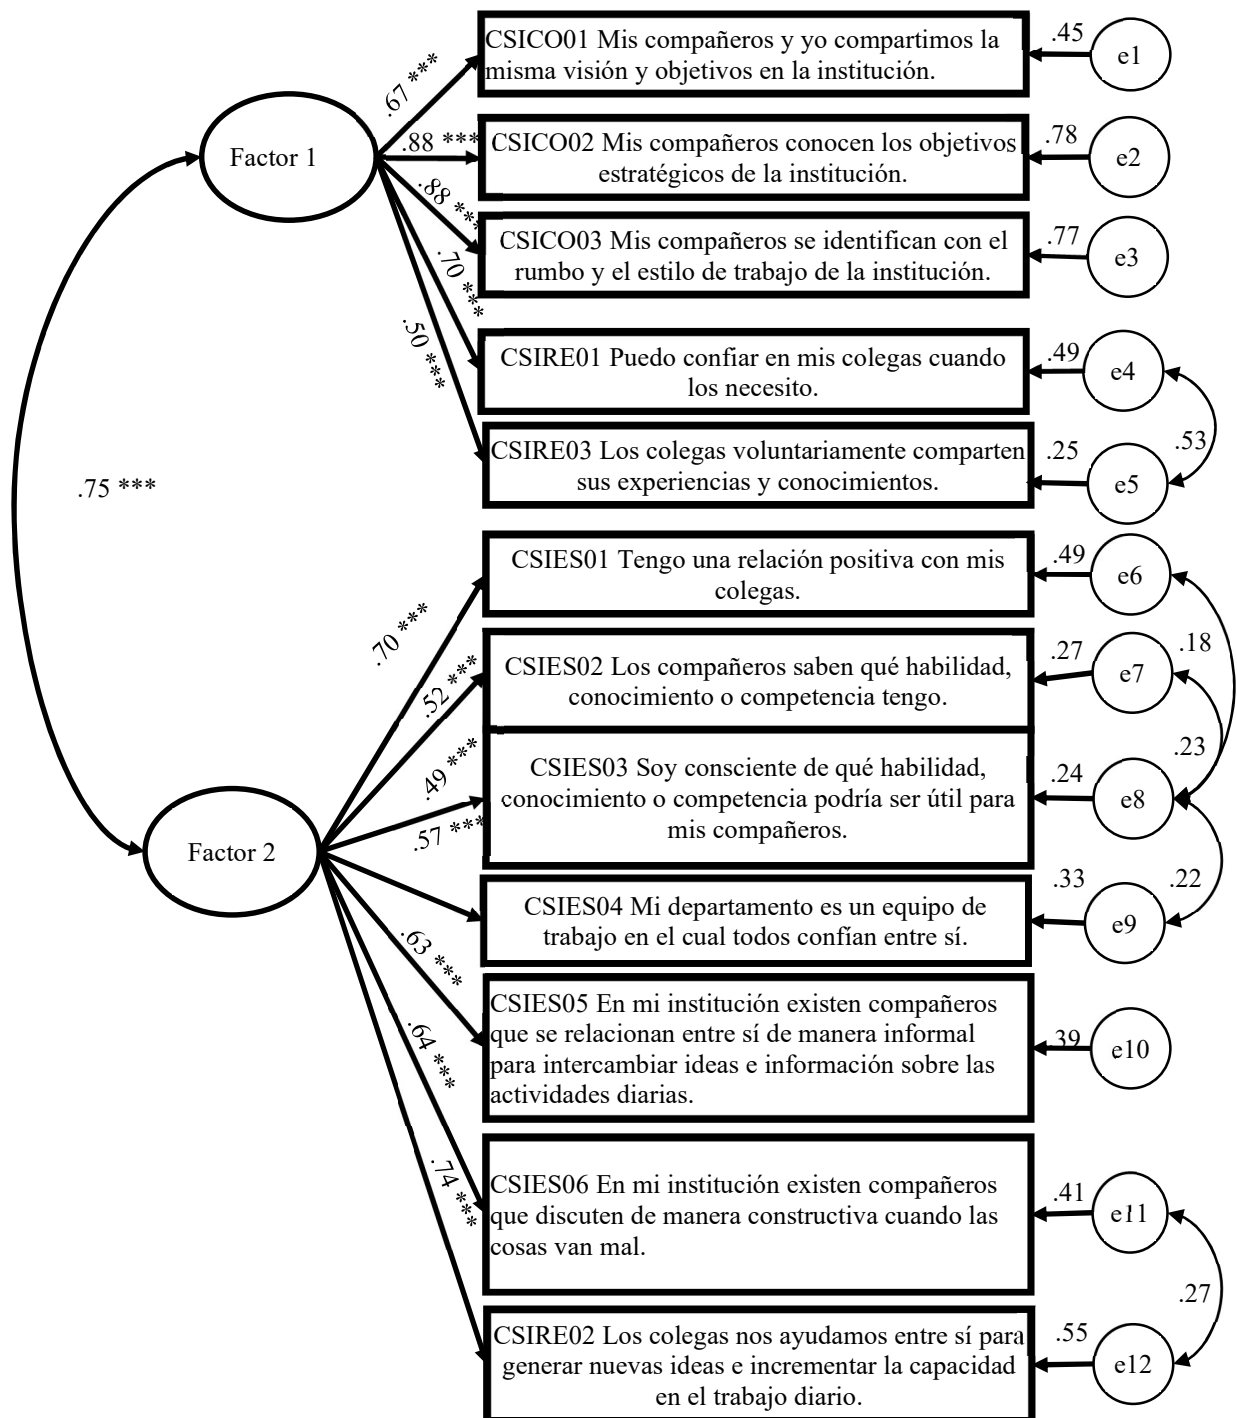 CSICO01 Mis compañeros y yo compartimos la
misma visión y objetivos en la institución.
.45
e1
.67 ***
Factor 1
.88 ***
CSICO02 Mis compañeros conocen los objetivos
estratégicos de la institución.
.78
e2
.88 ***
CSICO03 Mis compañeros se identifican con el
rumbo y el estilo de trabajo de la institución.
.77
e3
.70 ***
CSIRE01 Puedo confiar en mis colegas cuando
los necesito.
.49
e4
.50 ***
.53
CSIRE03 Los colegas voluntariamente comparten
sus experiencias y conocimientos.
.25
e5
.75 ***
CSIES01 Tengo una relación positiva con mis
colegas.
.49
e6
.70 ***
.18
CSIES02 Los compañeros saben qué habilidad,
conocimiento o competencia tengo.
.27
e7
.52 ***
.23
.49 ***
CSIES03 Soy consciente de qué habilidad,
conocimiento o competencia podría ser útil para
mis compañeros.
.24
e8
.57 ***
Factor 2
.22
CSIES04 Mi departamento es un equipo de
trabajo en el cual todos confían entre sí.
.33
e9
.63 ***
CSIES05 En mi institución existen compañeros
que se relacionan entre sí de manera informal
para intercambiar ideas e información sobre las
actividades diarias.
.39
e10
.64 ***
CSIES06 En mi institución existen compañeros
que discuten de manera constructiva cuando las
cosas van mal.
.41
e11
.74 ***
.27
CSIRE02 Los colegas nos ayudamos entre sí para
generar nuevas ideas e incrementar la capacidad
en el trabajo diario.
.55
e12